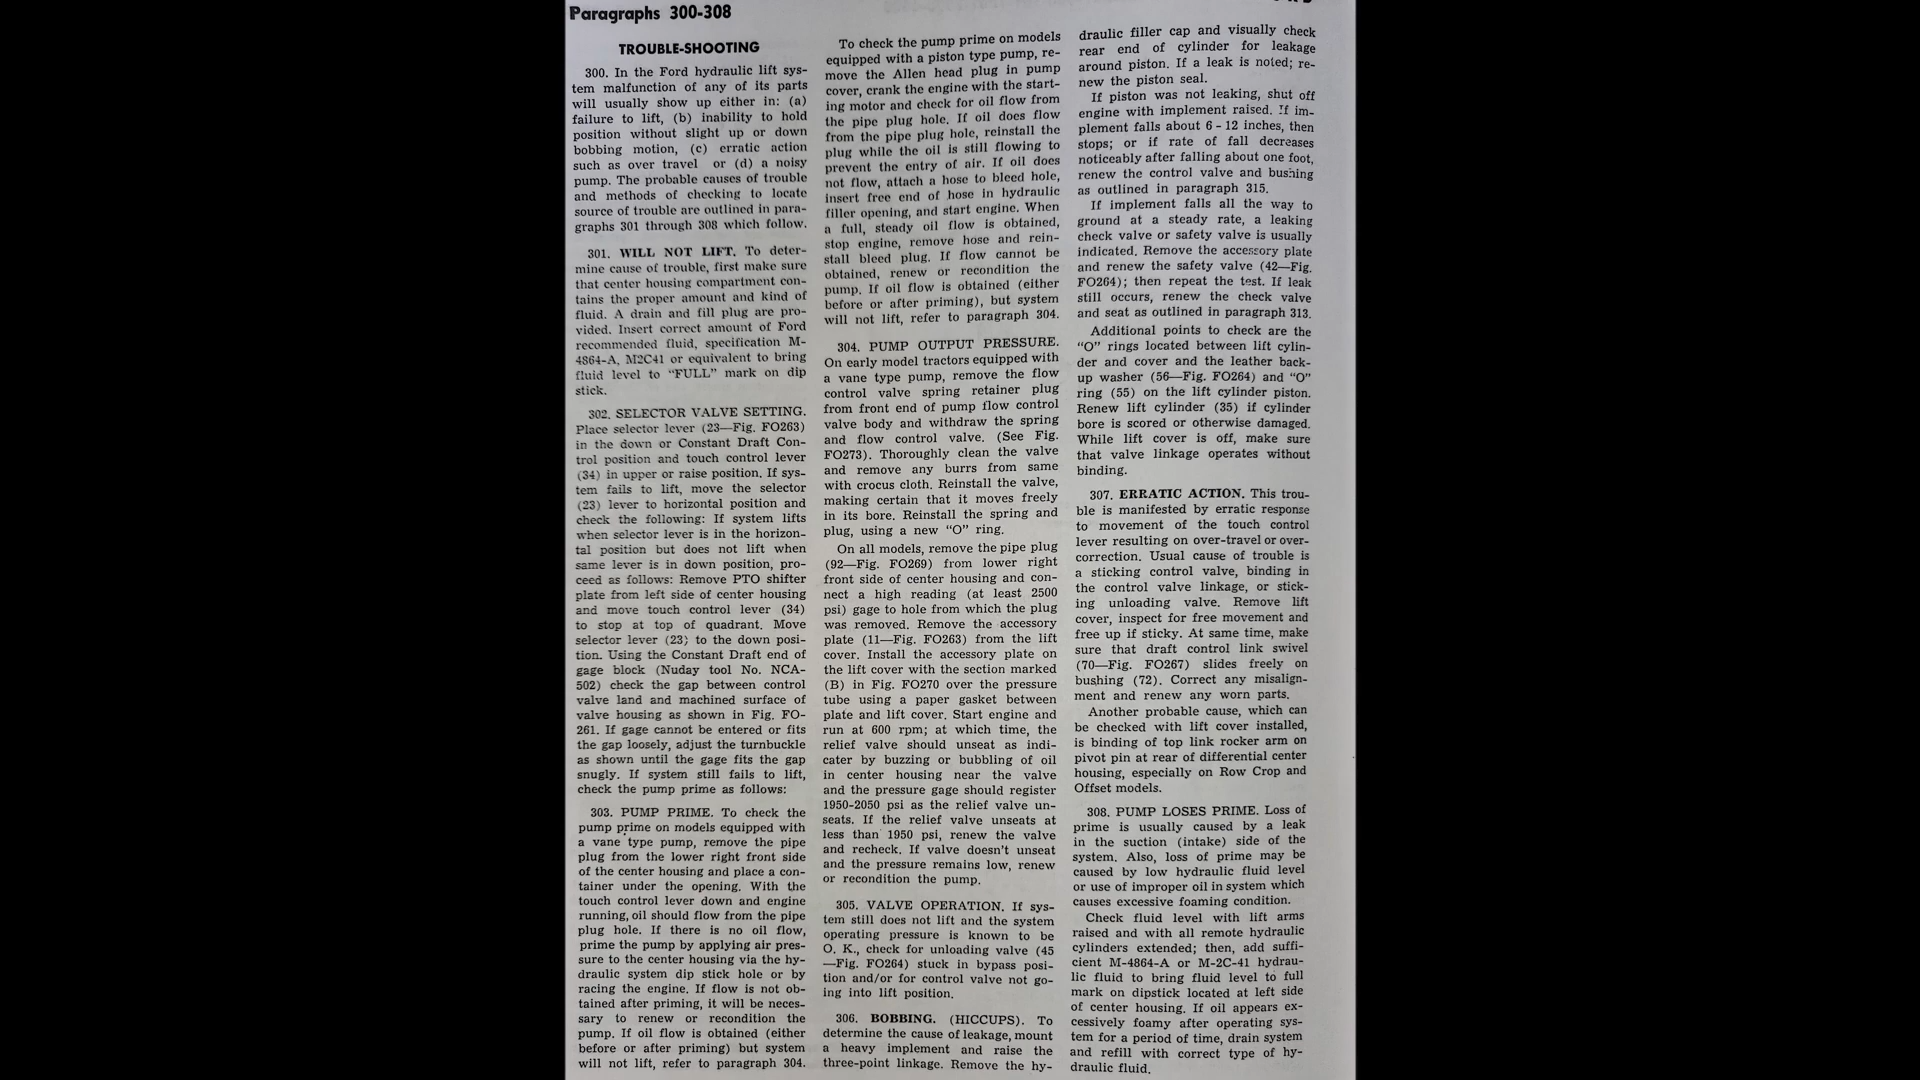 Paragraphs 300-308
TROUBLE-SHOOTING
300. In the Ford hydraulic lift sys-
tem malfunction of any of its parts
will usually show up either in: (a)
failure to lift, (b) inability to hold
position without slight up or down
bobbing motion, (c) erratic action
such as over travel or (d) a noisy
pump. The probable causes of trouble
and methods of checking to locate
source of trouble are outlined in para-
graphs 301 through 308 which follow.
301. WILL NOT LIFT. To deter-
mine cause of trouble, first make sure
that center housing compartment con-
tains the proper amount and kind of
fluid. A drain and fill plug are pro-
vided. Insert correct amount of Ford
recommended fluid, specification M-
4864-A, M2C41 or equivalent to bring
fluid level to "FULL" mark on dip
stick.
302. SELECTOR VALVE SETTING.
Place selector lever (23—Fig. FO263)
in the down or Constant Draft Con-
trol position and touch control lever
(34) in upper or raise position. If sys-
tem fails to lift, move the selector
(23) lever to horizontal position and
check the following: If system lifts
when selector lever is in the horizon-
tal position but does not lift when
same lever is in down position, pro-
ceed as follows: Remove PTO shifter
plate from left side of center housing
and move touch control lever (34)
to stop at top of quadrant. Move
selector lever (23) to the down posi-
tion. Using the Constant Draft end of
gage block (Nuday tool No. NCA-
502) check the gap between control
valve land and machined surface of
valve housing as shown in Fig. FO-
261. If gage cannot be entered or fits
the gap loosely, adjust the turnbuckle
as shown until the gage fits the gap
snugly. If system still fails to lift,
check the pump prime as follows:
303. PUMP PRIME. To check the
pump prime on models equipped with
a vane type pump, remove the pipe
plug from the lower right front side
of the center housing and place a con-
tainer under the opening. With the
touch control lever down and engine
running, oil should flow from the pipe
plug hole. If there is no oil flow,
prime the pump by applying air pres-
sure to the center housing via the hy-
draulic system dip stick hole or by
racing the engine. If flow is not ob-
tained after priming, it will be neces-
sary to renew or recondition the
pump. If oil flow is obtained (either
before or after priming) but system
will not lift, refer to paragraph 304.
To check the pump prime on models
equipped with a piston type pump, re-
move the Allen head plug in pump
cover, crank the engine with the start-
ing motor and check for oil flow from
the pipe plug hole. If oil does flow
from the pipe plug hole, reinstall the
plug while the oil is still flowing to
prevent the entry of air. If oil does
not flow, attach a hose to bleed hole,
insert free end of hose in hydraulic
filler opening, and start engine. When
a full, steady oil flow is obtained,
stop engine, remove hose and rein-
stall bleed plug. If flow cannot be
obtained, renew or recondition the
pump. If oil flow is obtained (either
before or after priming), but system
will not lift, refer to paragraph 304.
304. PUMP OUTPUT PRESSURE.
On early model tractors equipped with
a vane type pump, remove the flow
control valve spring retainer plug
from front end of pump flow control
valve body and withdraw the spring
and flow control valve. (See Fig.
FO273). Thoroughly clean the valve
and remove any burrs from same
with crocus cloth. Reinstall the valve,
making certain that it moves freely
in its bore. Reinstall the spring and
plug, using a new "O" ring.
On all models, remove the pipe plug
(92—Fig. FO269) from lower right
front side of center housing and con-
nect a high reading (at least 2500
psi) gage to hole from which the plug
was removed. Remove the accessory
plate (11—Fig. FO263) from the lift
cover. Install the accessory plate on
the lift cover with the section marked
(B) in Fig. FO270 over the pressure
tube using a paper gasket between
plate and lift cover. Start engine and
run at 600 rpm; at which time, the
relief valve should unseat as indi-
cater by buzzing or bubbling of oil
in center housing near the valve
and the pressure gage should register
1950-2050 psi as the relief valve un-
seats. If the relief valve unseats at
less than 1950 psi, renew the valve
and recheck. If valve doesn't unseat
and the pressure remains low, renew
or recondition the pump.
305. VALVE OPERATION. If sys-
tem still does not lift and the system
operating pressure is known to be
O. K., check for unloading valve (45
—Fig. FO264) stuck in bypass posi-
tion and/or for control valve not go-
ing into lift position.
306. BOBBING. (HICCUPS). To
determine the cause of leakage, mount
a heavy implement and raise the
three-point linkage. Remove the hy-
draulic filler cap and visually check
rear end of cylinder for leakage
around piston. If a leak is noted; re-
new the piston seal.
If piston was not leaking, shut off
engine with implement raised. If im-
plement falls about 6 - 12 inches, then
stops; or if rate of fall decreases
noticeably after falling about one foot,
renew the control valve and bushing
as outlined in paragraph 315.
If implement falls all the way to
ground at a steady rate, a leaking
check valve or safety valve is usually
indicated. Remove the accessory plate
and renew the safety valve (42—Fig.
FO264); then repeat the test. If leak
still occurs, renew the check valve
and seat as outlined in paragraph 313.
Additional points to check are the
"O" rings located between lift cylin-
der and cover and the leather back-
up washer (56—Fig. FO264) and "O"
ring (55) on the lift cylinder piston.
Renew lift cylinder (35) if cylinder
bore is scored or otherwise damaged.
While lift cover is off, make sure
that valve linkage operates without
binding.
307. ERRATIC ACTION. This trou-
ble is manifested by erratic response
to movement of the touch control
lever resulting on over-travel or over-
correction. Usual cause of trouble is
a sticking control valve, binding in
the control valve linkage, or stick-
ing unloading valve. Remove lift
cover, inspect for free movement and
free up if sticky. At same time, make
sure that draft control link swivel
(70—Fig. FO267) slides freely on
bushing (72). Correct any misalign-
ment and renew any worn parts.
Another probable cause, which can
be checked with lift cover installed,
is binding of top link rocker arm on
pivot pin at rear of differential center
housing, especially on Row Crop and
Offset models.
308. PUMP LOSES PRIME. Loss of
prime is usually caused by a leak
in the suction (intake) side of the
system. Also, loss of prime may be
caused by low hydraulic fluid level
or use of improper oil in system which
causes excessive foaming condition.
Check fluid level with lift arms
raised and with all remote hydraulic
cylinders extended; then, add suffi-
cient M-4864-A or M-2C-41 hydrau-
lic fluid to bring fluid level to full
mark on dipstick located at left side
of center housing. If oil appears ex-
cessively foamy after operating sys-
tem for a period of time, drain system
and refill with correct type of hy-
draulic fluid.